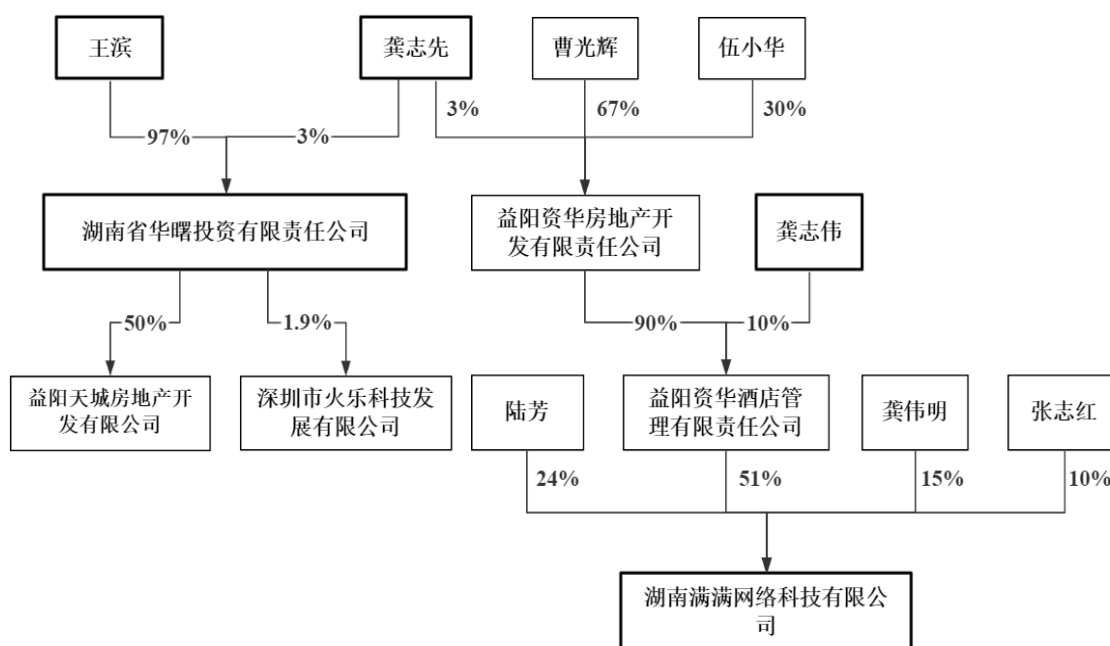 王滨
龚志先
曹光辉
伍小华
3%
67%
30%
97%
3%
湖南省华曙投资有限责任公司
益阳资华房地产开
发有限责任公司
龚志伟
50%
1.9%
90%
10%
益阳天城房地产开
发有限公司
深圳市火乐科技发
展有限公司
陆芳
益阳资华酒店管
理有限责任公司
龚伟明
张志红
24%
51%
15%
10%
湖南满满网络科技有限公
司